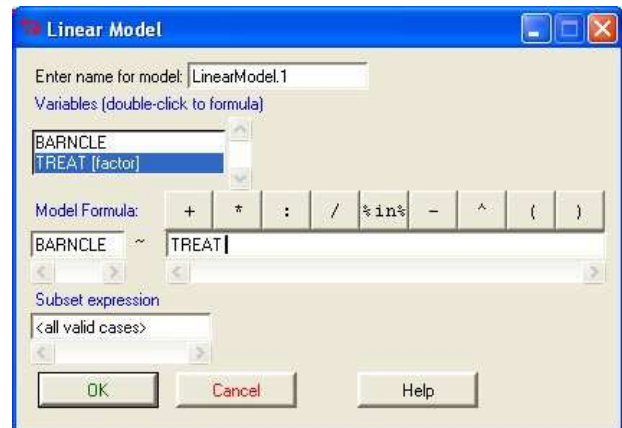 Linear Model
Enter name for model: LinearModel.1
Variables (double-click to formula)
BARNCLE
TREAT [factor]
Model Formula: + * : / %in% - ^ ( )
BARNCLE ~ TREAT
Subset expression
<all valid cases>
OK Cancel Help